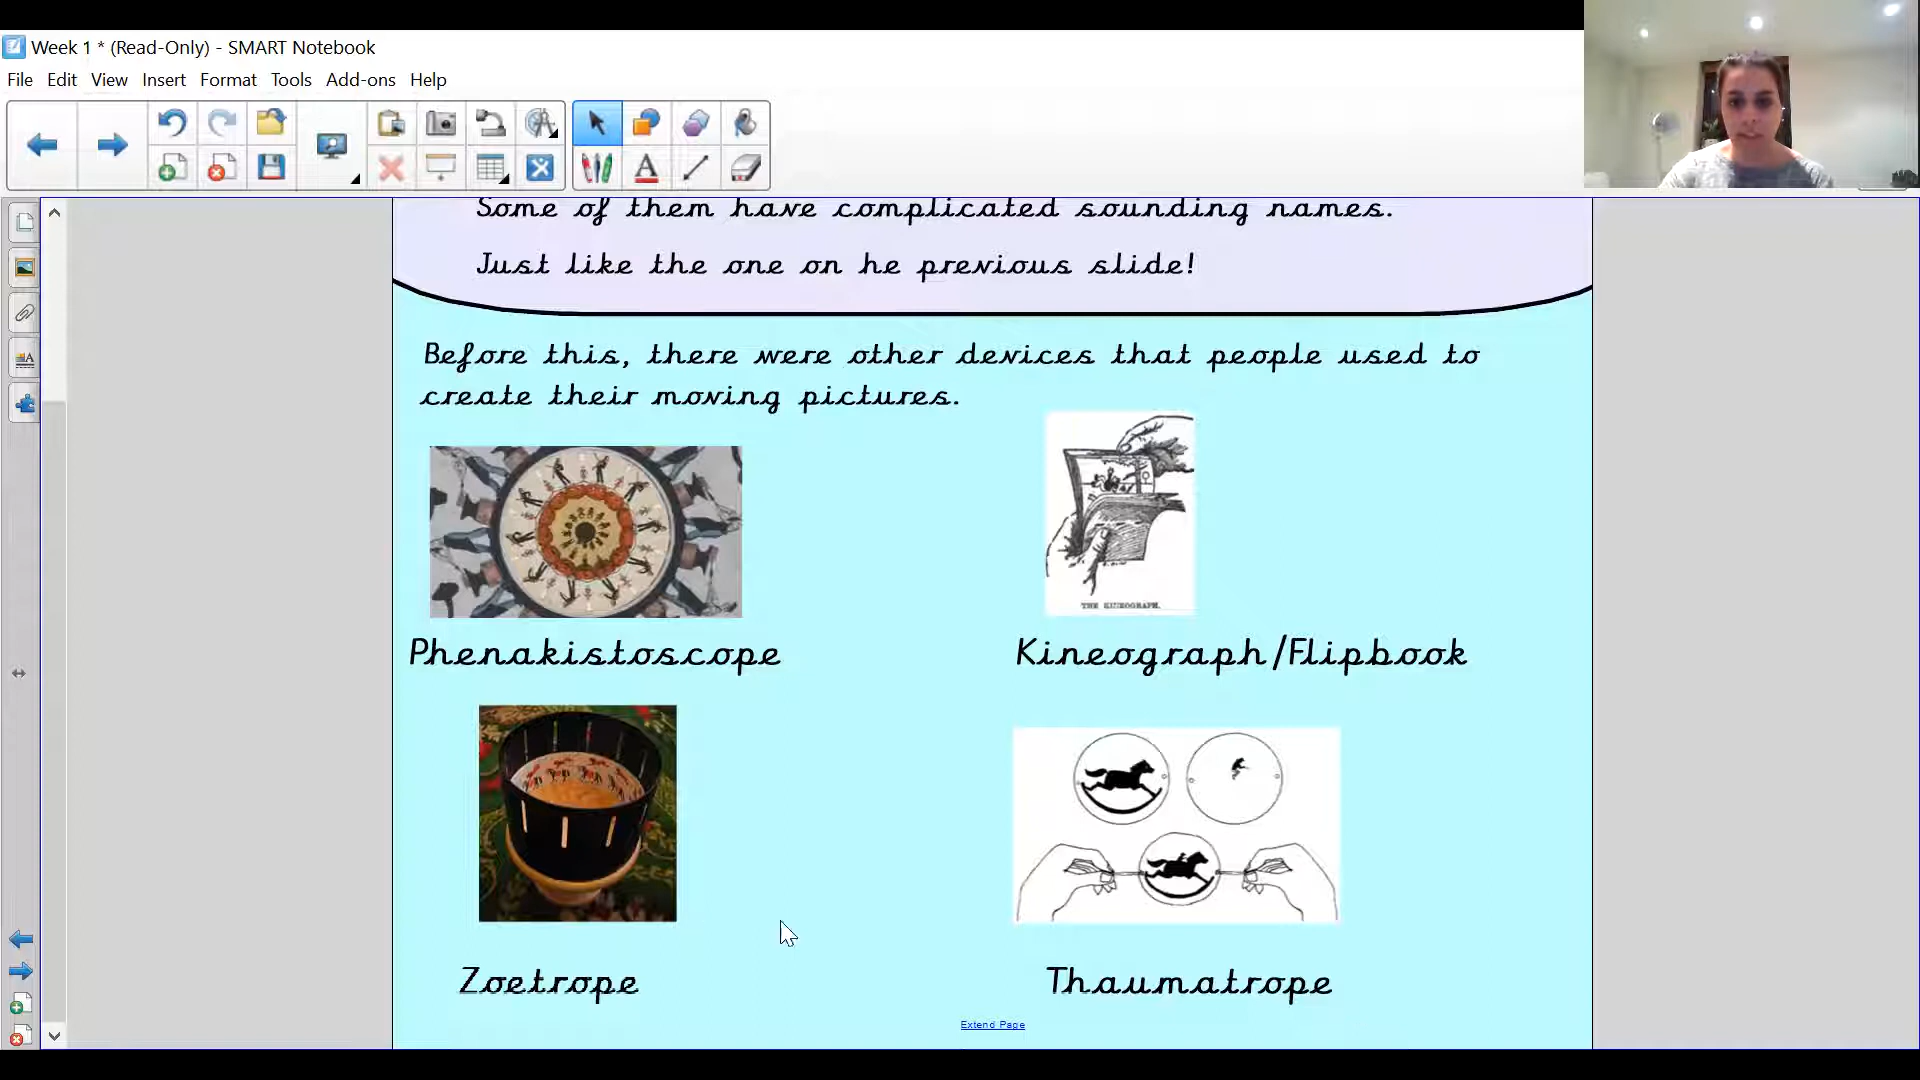 Week 1 * (Read-Only) - SMART Notebook
File Edit View Insert Format Tools Add-ons Help
Some of them have complicated sounding names.
Just like the one on he previous slide!
Before this, there were other devices that people used to
create their moving pictures.
THE KINEOGRAPH.
Phenakistoscope
Kineograph/Flipbook
Zoetrope
Thaumatrope
Extend Page